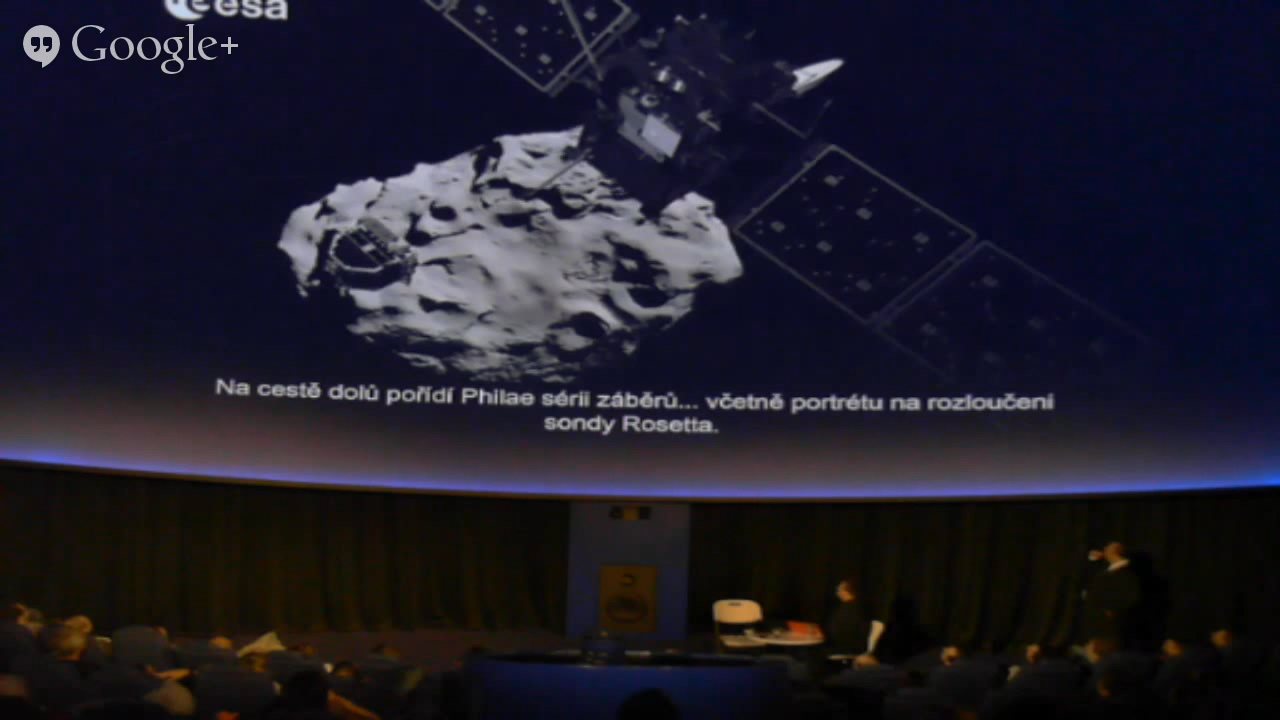 esa
Google+
Na cestě dolů pořídí Philae sérii záběrů... včetně portrétu na rozloučení
sondy Rosetta.